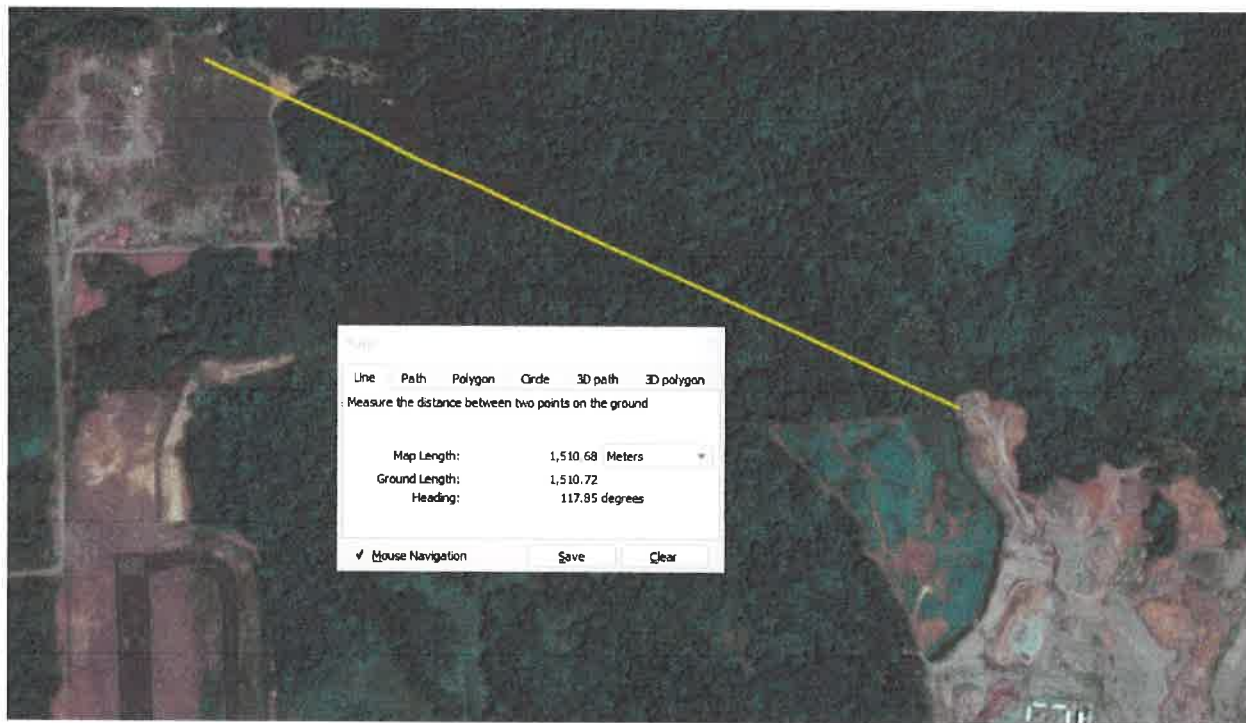 Line Path Polygon Circle 3D path 3D polygon
Measure the distance between two points on the ground
Map Length: 1,510.68 Meters
Ground Length: 1,510.72
Heading: 117.85 degrees
✓ Mouse Navigation Save Clear